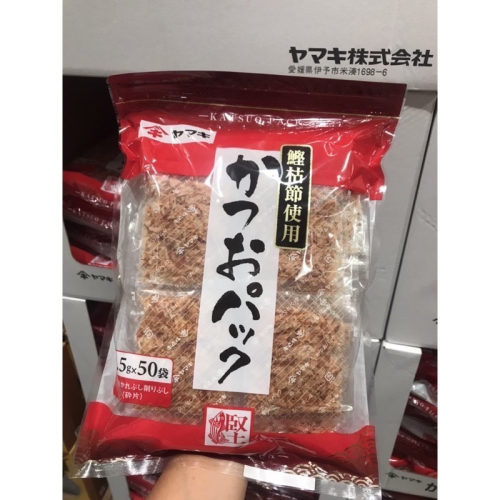 ヤマキ株式会社
愛媛県伊予市米湊1698-6
KATSUO PACK
ヤマキ
鰹枯節使用
かつおパック
5g×50袋
かれぶし削りぶし
(砕片)